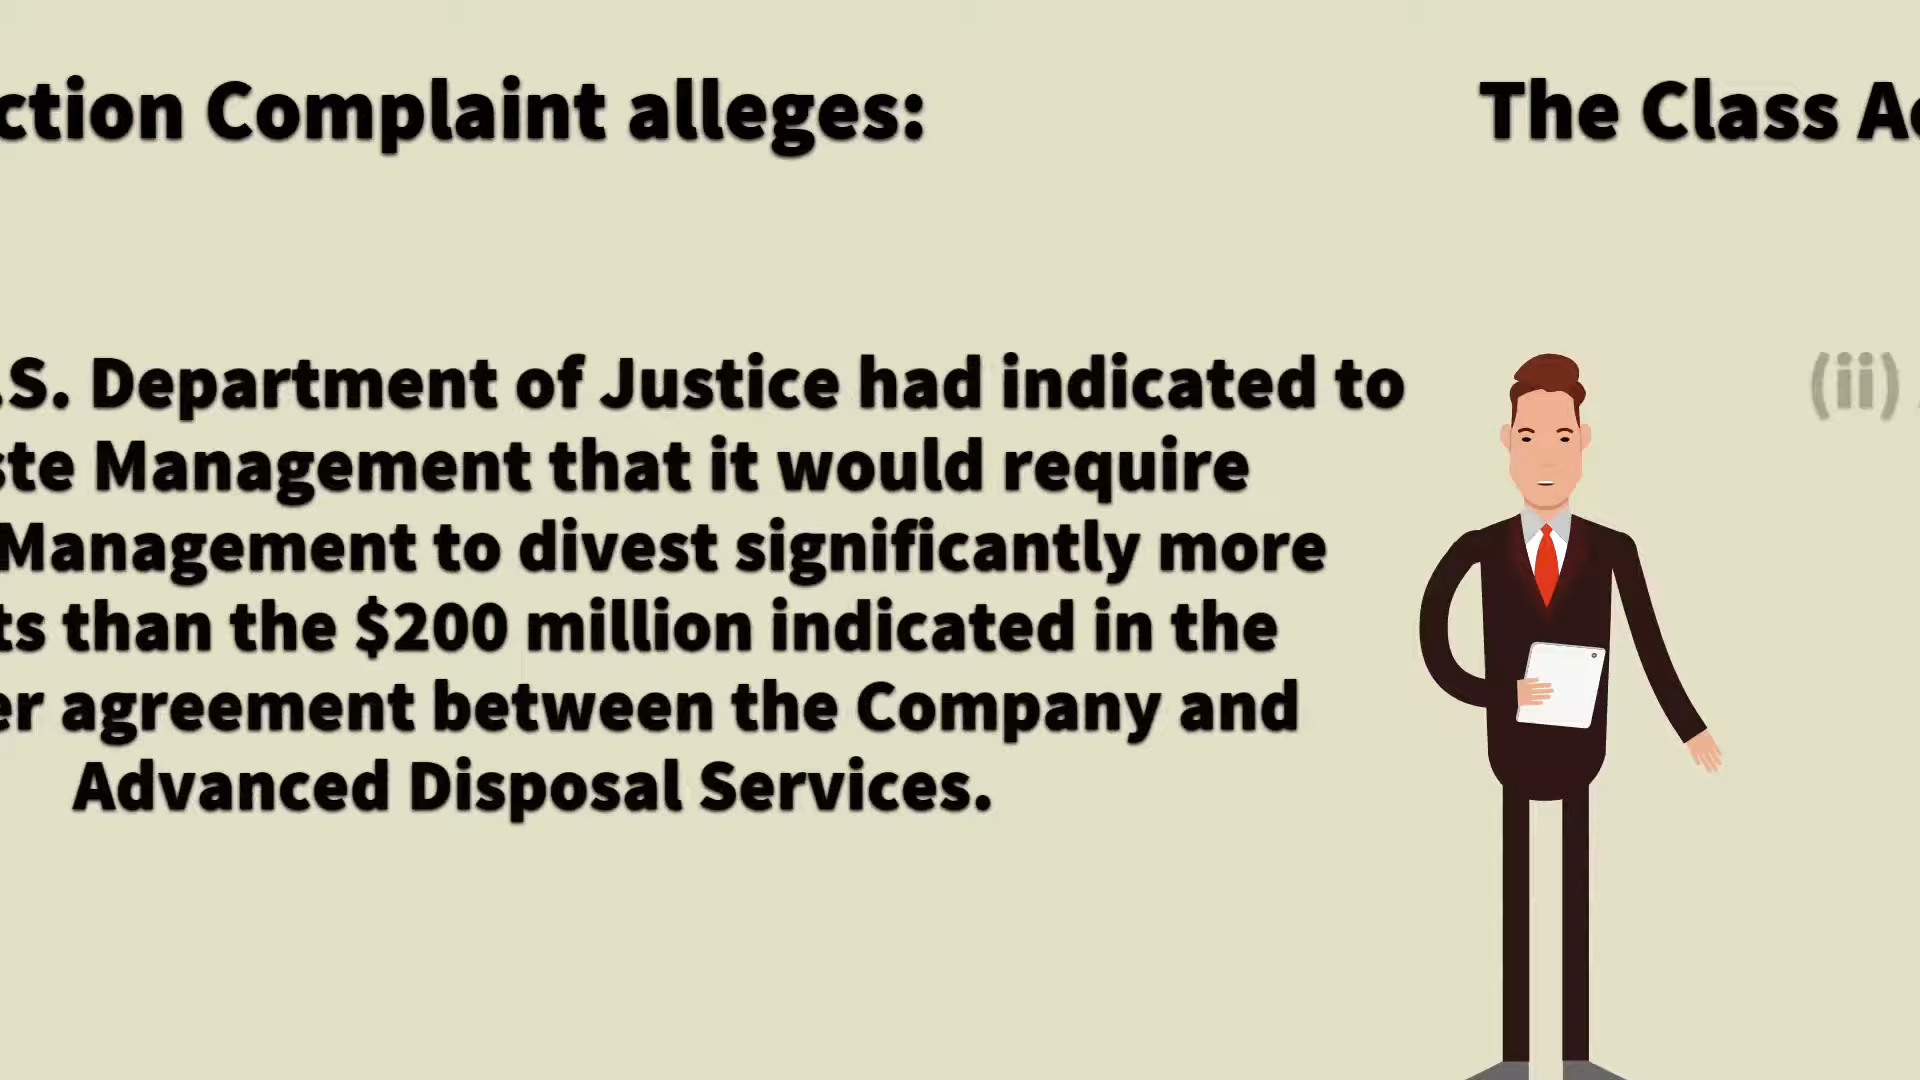 ction Complaint alleges:
The Class Ac
.S. Department of Justice had indicated to
ste Management that it would require
Management to divest significantly more
ts than the $200 million indicated in the
er agreement between the Company and
Advanced Disposal Services.
(ii)